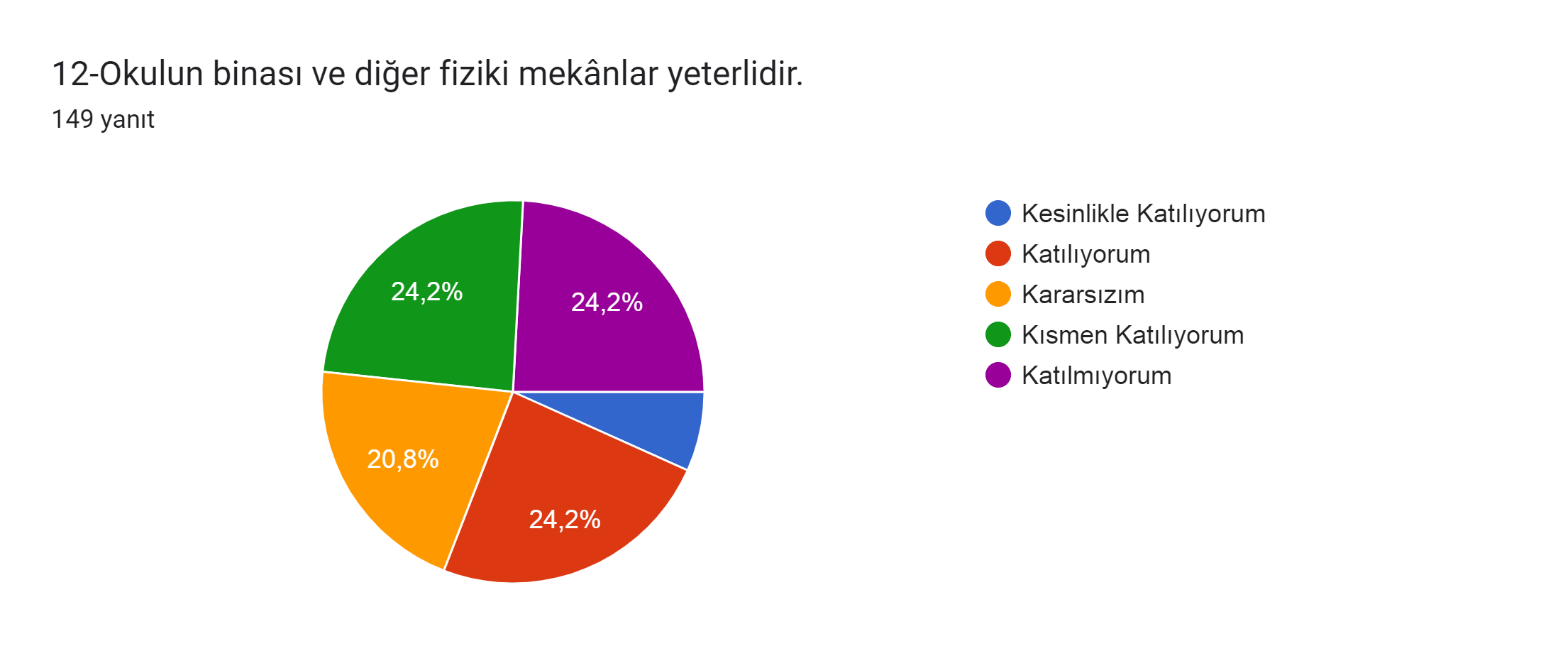 12-Okulun binası ve diğer fiziki mekânlar yeterlidir.
149 yanıt
Kesinlikle Katılıyorum
Katılıyorum
Kararsızım
Kısmen Katılıyorum
Katılmıyorum
24,2%
24,2%
20,8%
24,2%